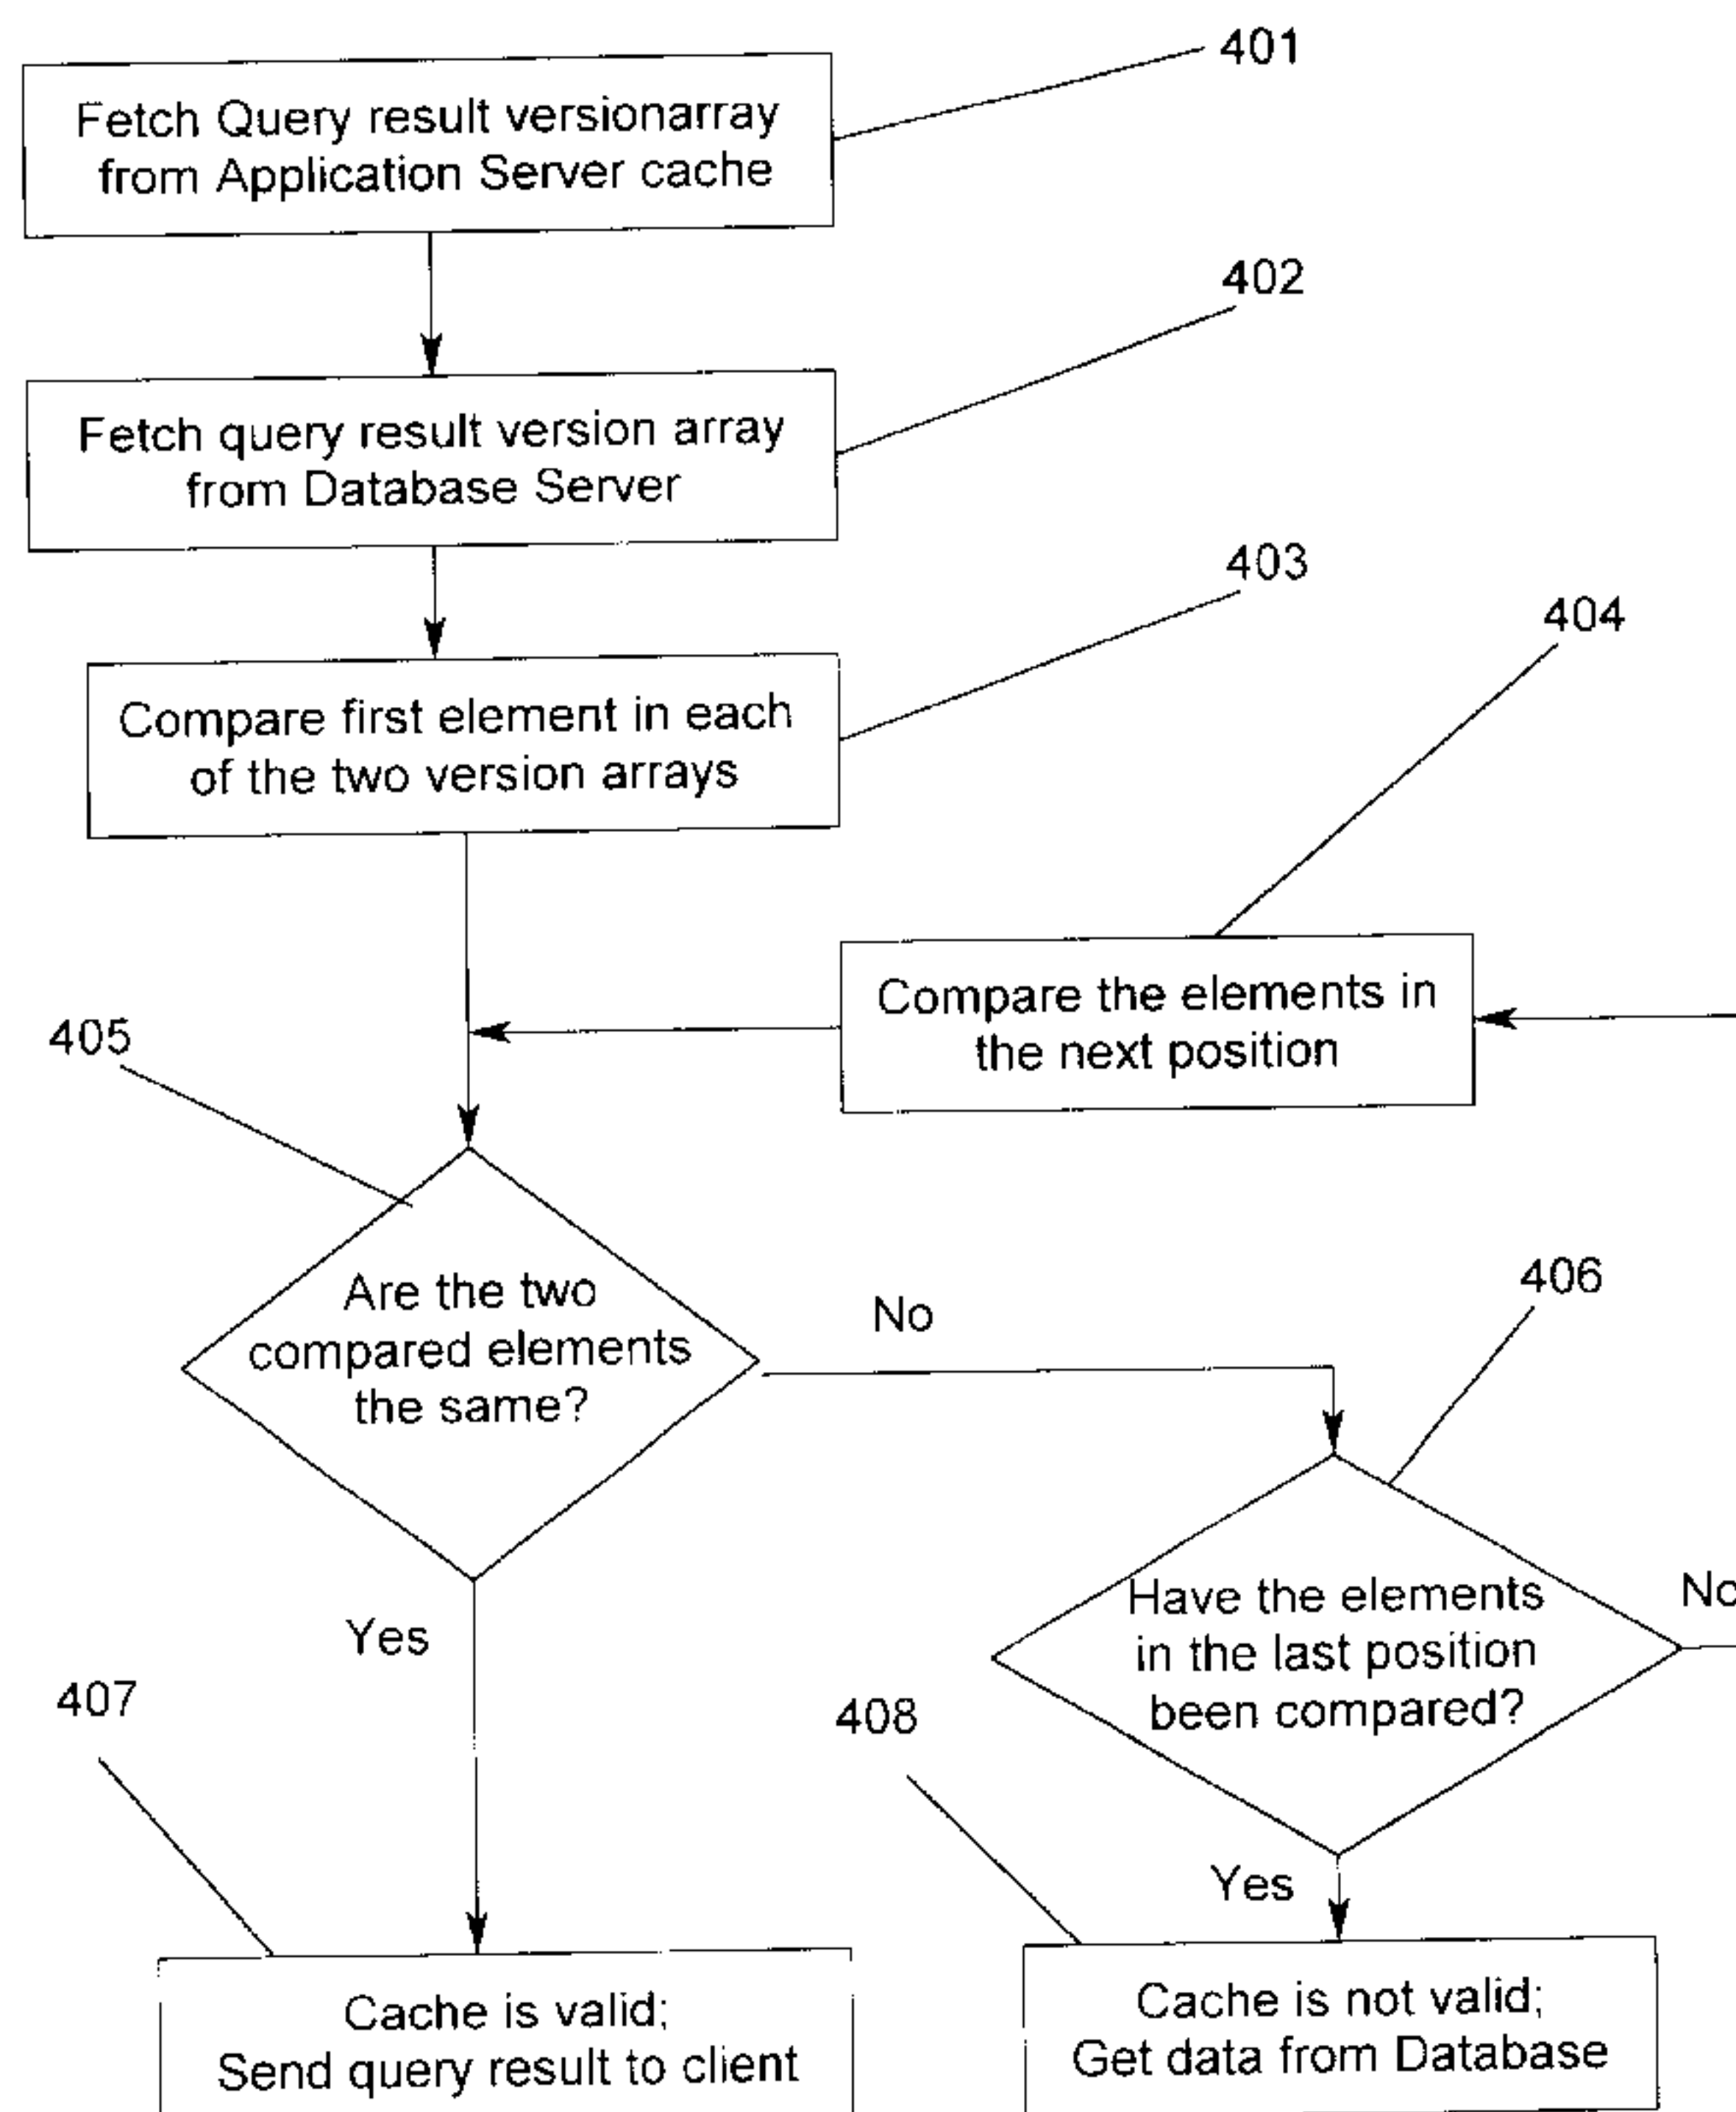 401
Fetch Query result versionarray
from Application Server cache
402
Fetch query result version array
from Database Server
403
Compare first element in each
of the two version arrays
404
Compare the elements in
the next position
405
Are the two
compared elements
the same?
No
406
Have the elements
in the last position
been compared?
No
Yes
407
408
Yes
Cache is valid;
Send query result to client
Cache is not valid;
Get data from Database